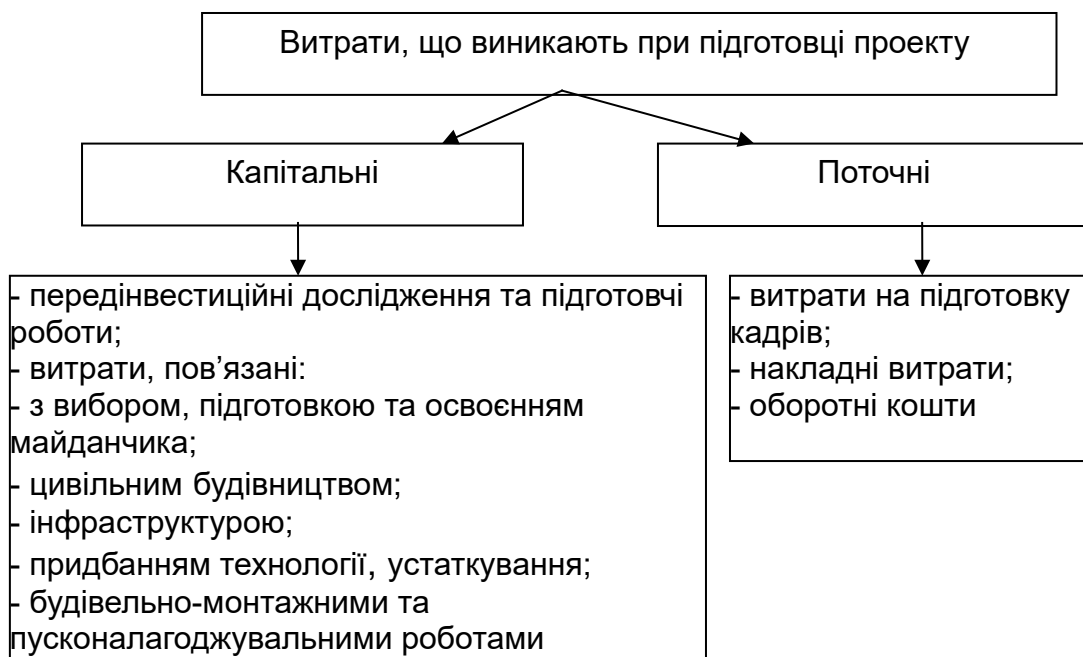 Витрати, що виникають при підготовці проекту
Капітальні
Поточні
- передінвестиційні дослідження та підготовчі
роботи;
- витрати, пов’язані:
- з вибором, підготовкою та освоєнням
майданчика;
- цивільним будівництвом;
- інфраструктурою;
- придбанням технології, устаткування;
- будівельно-монтажними та
пусконалагоджувальними роботами
- витрати на підготовку
кадрів;
- накладні витрати;
- оборотні кошти